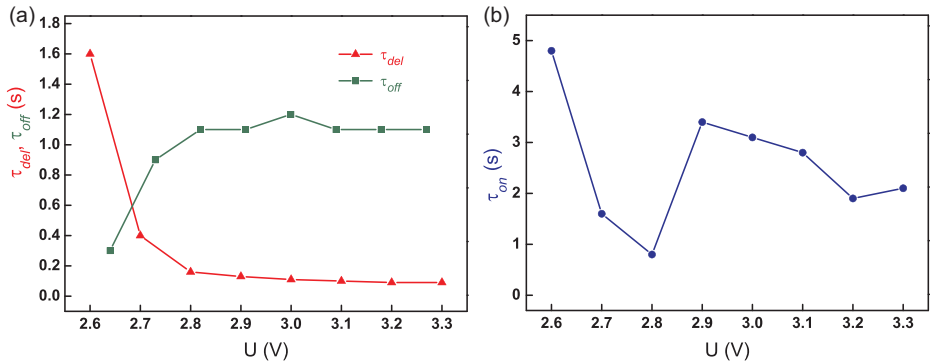 (a)
1.8
1.6
1.4
1.2
1.0
0.8
0.6
0.4
0.2
0.0
τdel, τoff (s)
τdel
τoff
2.6 2.7 2.8 2.9 3.0 3.1 3.2 3.3
U (V)
(b)
5
4
3
2
1
0
τon (s)
2.6 2.7 2.8 2.9 3.0 3.1 3.2 3.3
U (V)